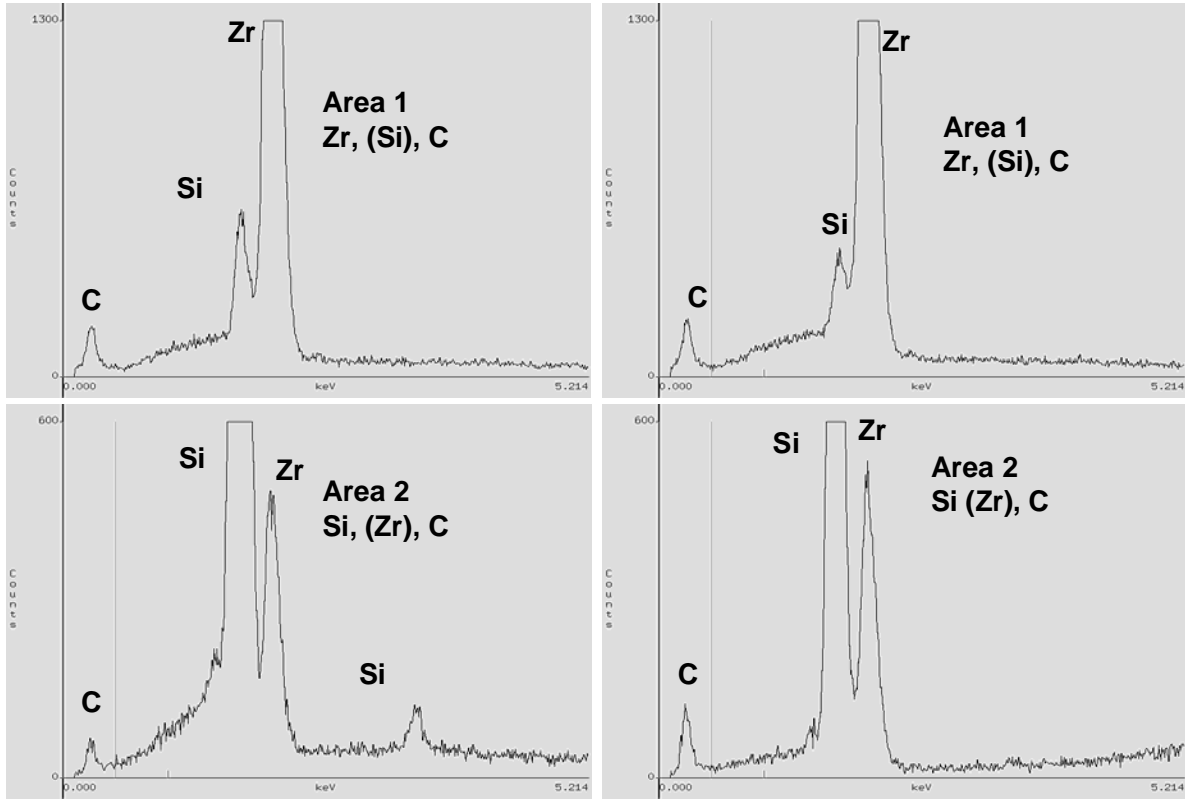 1300
Zr
Area 1
Zr, (Si), C
Si
C
Counts
0
0.000
keV
5.214
1300
Zr
Area 1
Zr, (Si), C
Si
C
Counts
0
0.000
keV
5.214
600
Si
Zr
Area 2
Si, (Zr), C
Si
C
Counts
0
0.000
keV
5.214
600
Si
Zr
Area 2
Si (Zr), C
C
Counts
0
0.000
keV
5.214